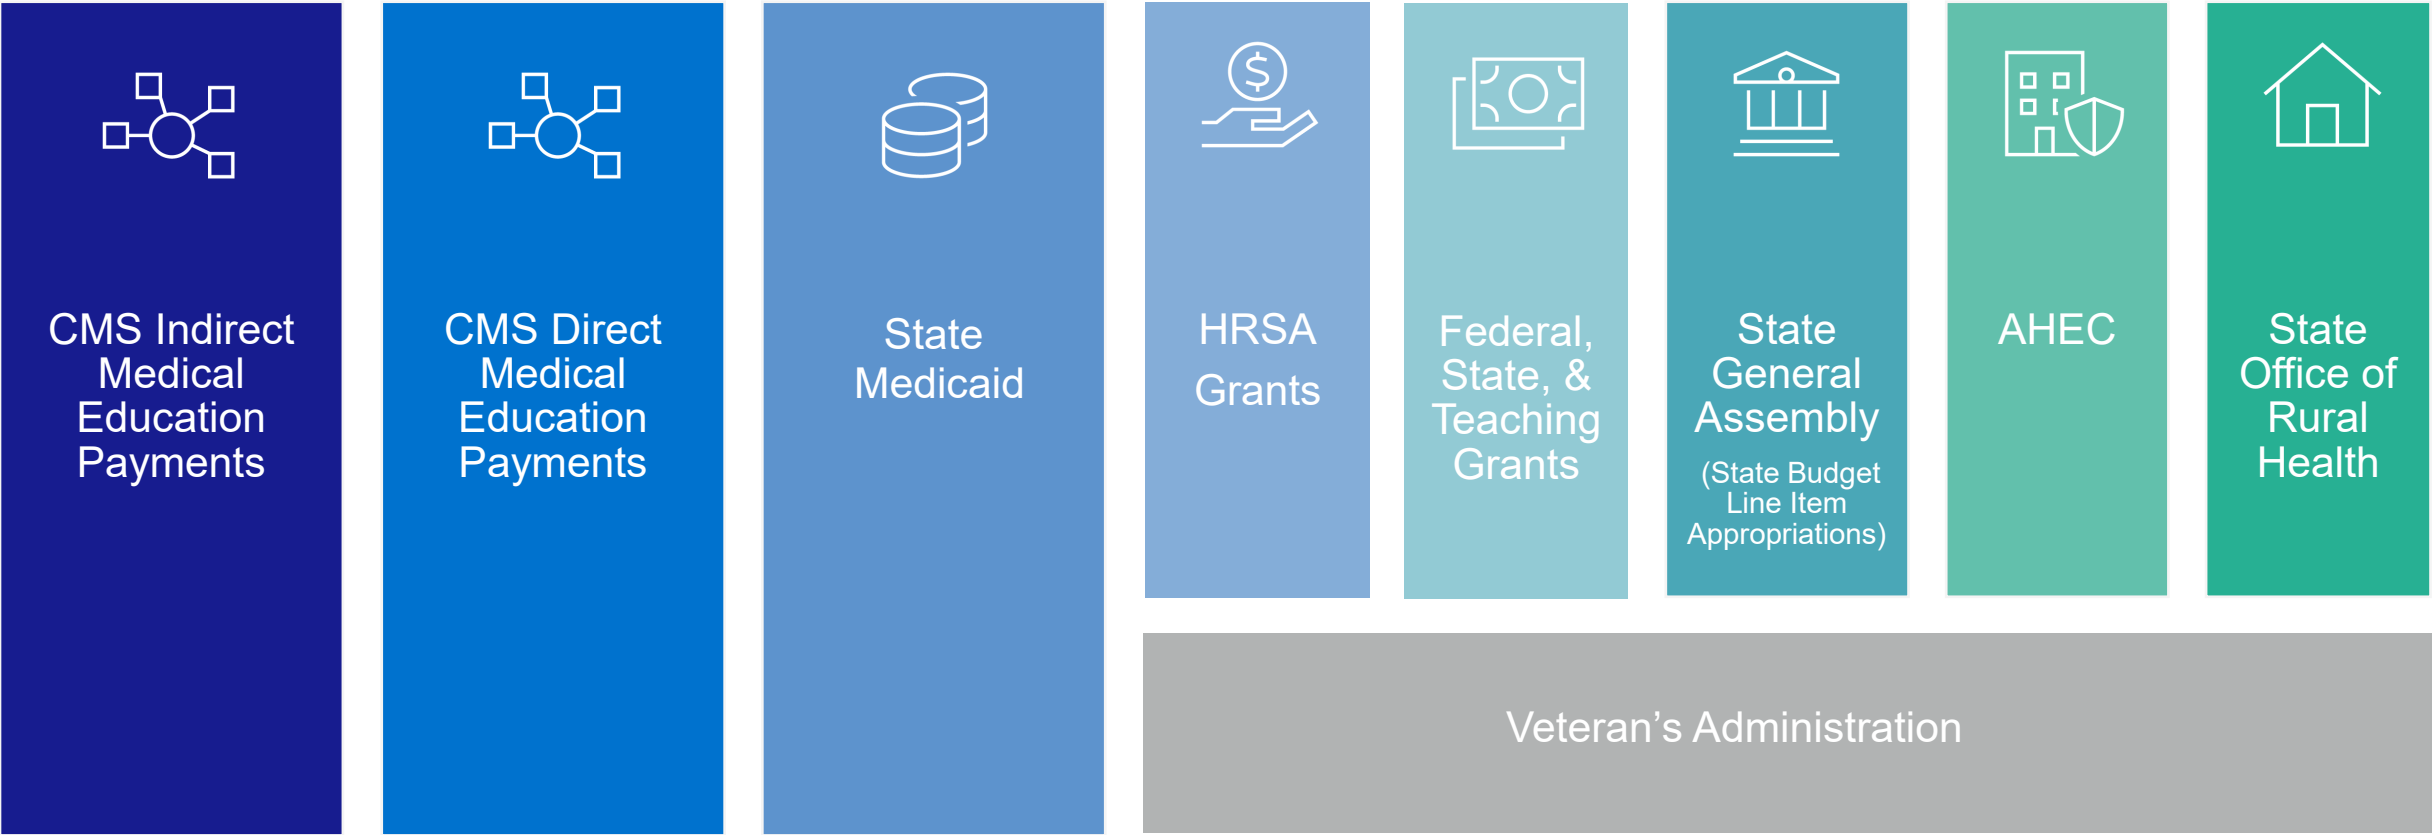 CMS Indirect
Medical
Education
Payments
CMS Direct
Medical
Education
Payments
State
Medicaid
HRSA
Grants
Federal,
State, &
Teaching
Grants
State
General
Assembly
(State Budget
Line Item
Appropriations)
AHEC
State
Office of
Rural
Health
Veteran’s Administration